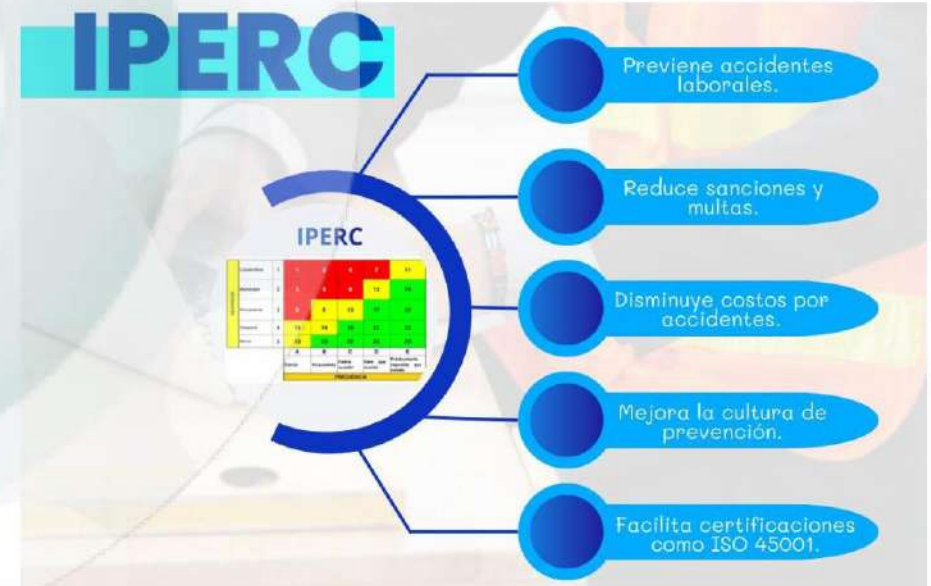 IPERC
Previene accidentes
laborales.
Reduce sanciones y
multas.
IPERC
Disminuye costos por
accidentes.
Mejora la cultura de
prevención.
Facilita certificaciones
como ISO 45001.
A B C D E
FRECUENCIA